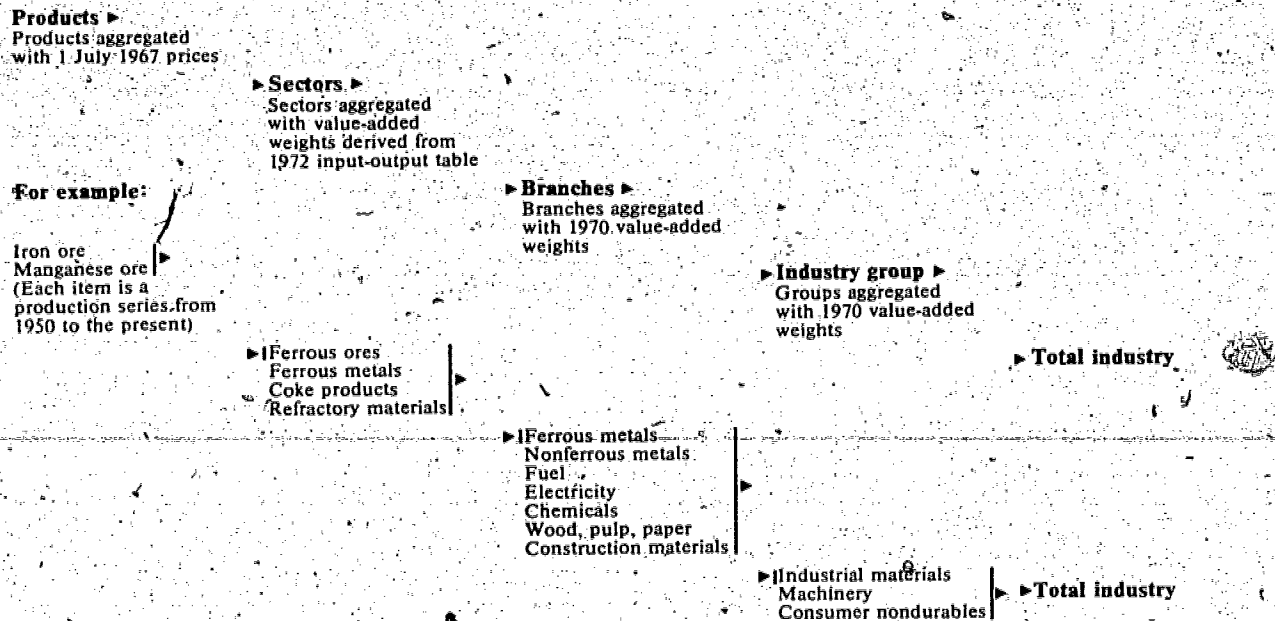 Products ►
Products aggregated
with 1 July 1967 prices
► Sectors ►
Sectors aggregated
with value-added
weights derived from
1972 input-output table
For example:
► Branches ►
Branches aggregated
with 1970 value-added
weights
Iron ore
Manganese ore ►
(Each item is a
production series from
1950 to the present)
► Industry group ►
Groups aggregated
with 1970 value-added
weights
► Total industry
► Ferrous ores
Ferrous metals
Coke products
Refractory materials ►
► Ferrous metals
Nonferrous metals
Fuel
Electricity
Chemicals
Wood, pulp, paper
Construction materials ►
► Industrial materials
Machinery
Consumer nondurables ►
► Total industry